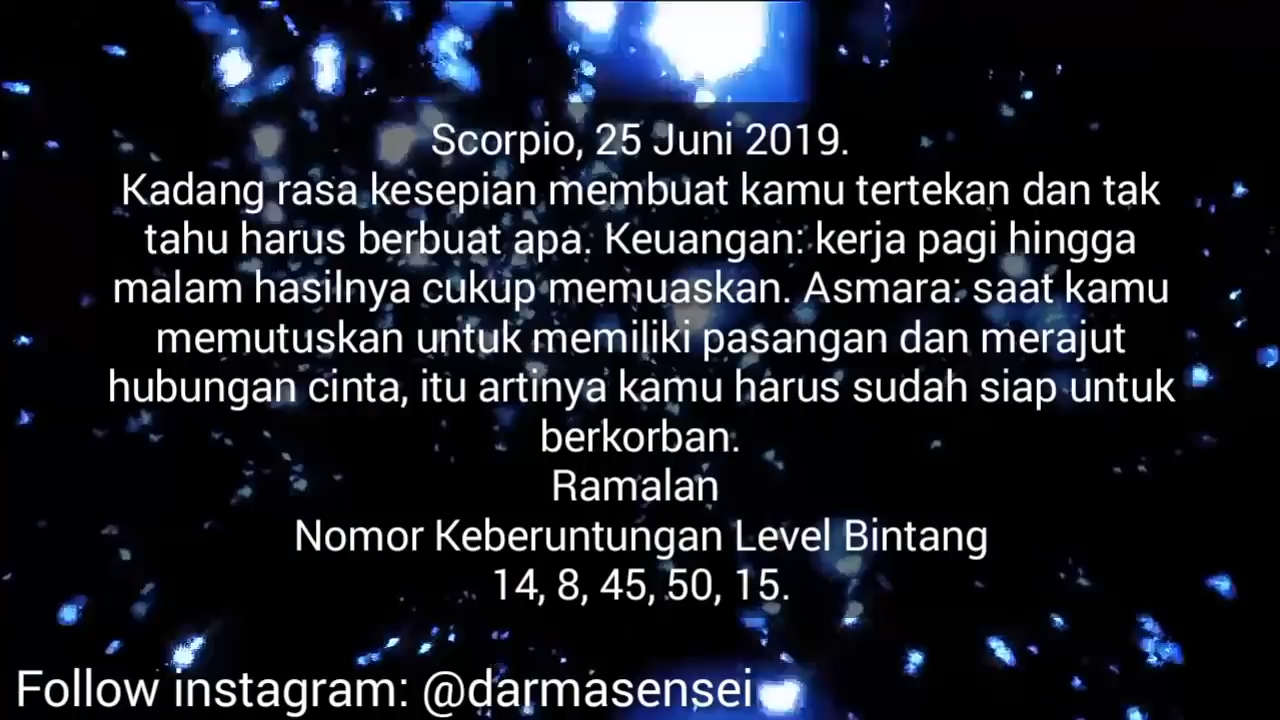 Scorpio, 25 Juni 2019.
Kadang rasa kesepian membuat kamu tertekan dan tak
tahu harus berbuat apa. Keuangan: kerja pagi hingga
malam hasilnya cukup memuaskan. Asmara: saat kamu
memutuskan untuk memiliki pasangan dan merajut
hubungan cinta, itu artinya kamu harus sudah siap untuk
berkorban.
Ramalan
Nomor Keberuntungan Level Bintang
14, 8, 45, 50, 15.
Follow instagram: @darmasensei